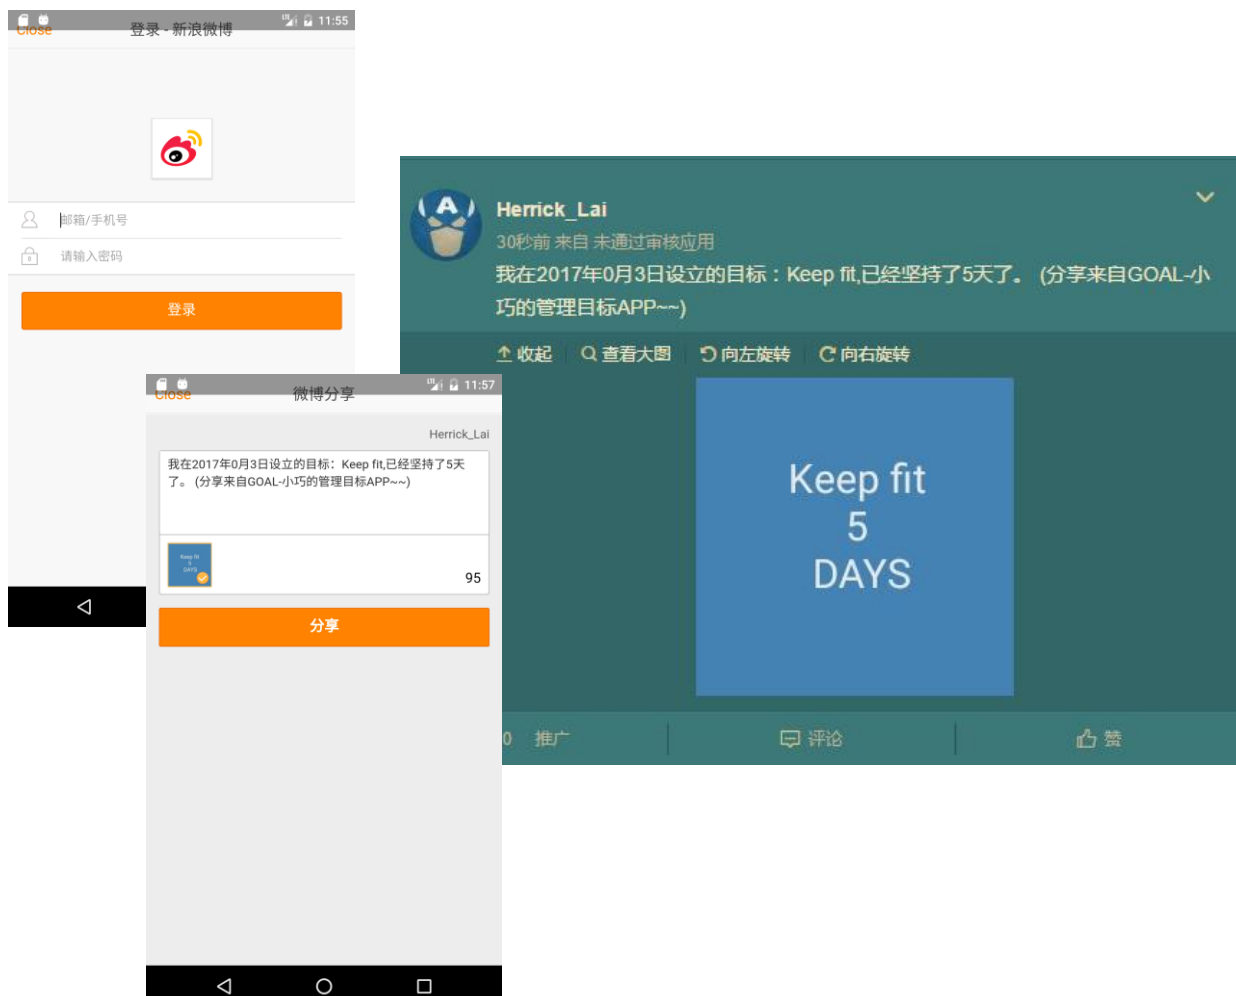 Close
登录 - 新浪微博
11:55
邮箱/手机号
请输入密码
登录
Herrick_Lai
30秒前 来自 未通过审核应用
我在2017年0月3日设立的目标：Keep fit,已经坚持了5天了。 (分享来自GOAL-小
巧的管理目标APP~~)
收起
查看大图
向左旋转
向右旋转
Keep fit
5
DAYS
0 推广
评论
赞
Close
微博分享
11:57
Herrick_Lai
我在2017年0月3日设立的目标：Keep fit,已经坚持了5天
了。 (分享来自GOAL-小巧的管理目标APP~~)
Keep fit
5
DAYS
95
分享